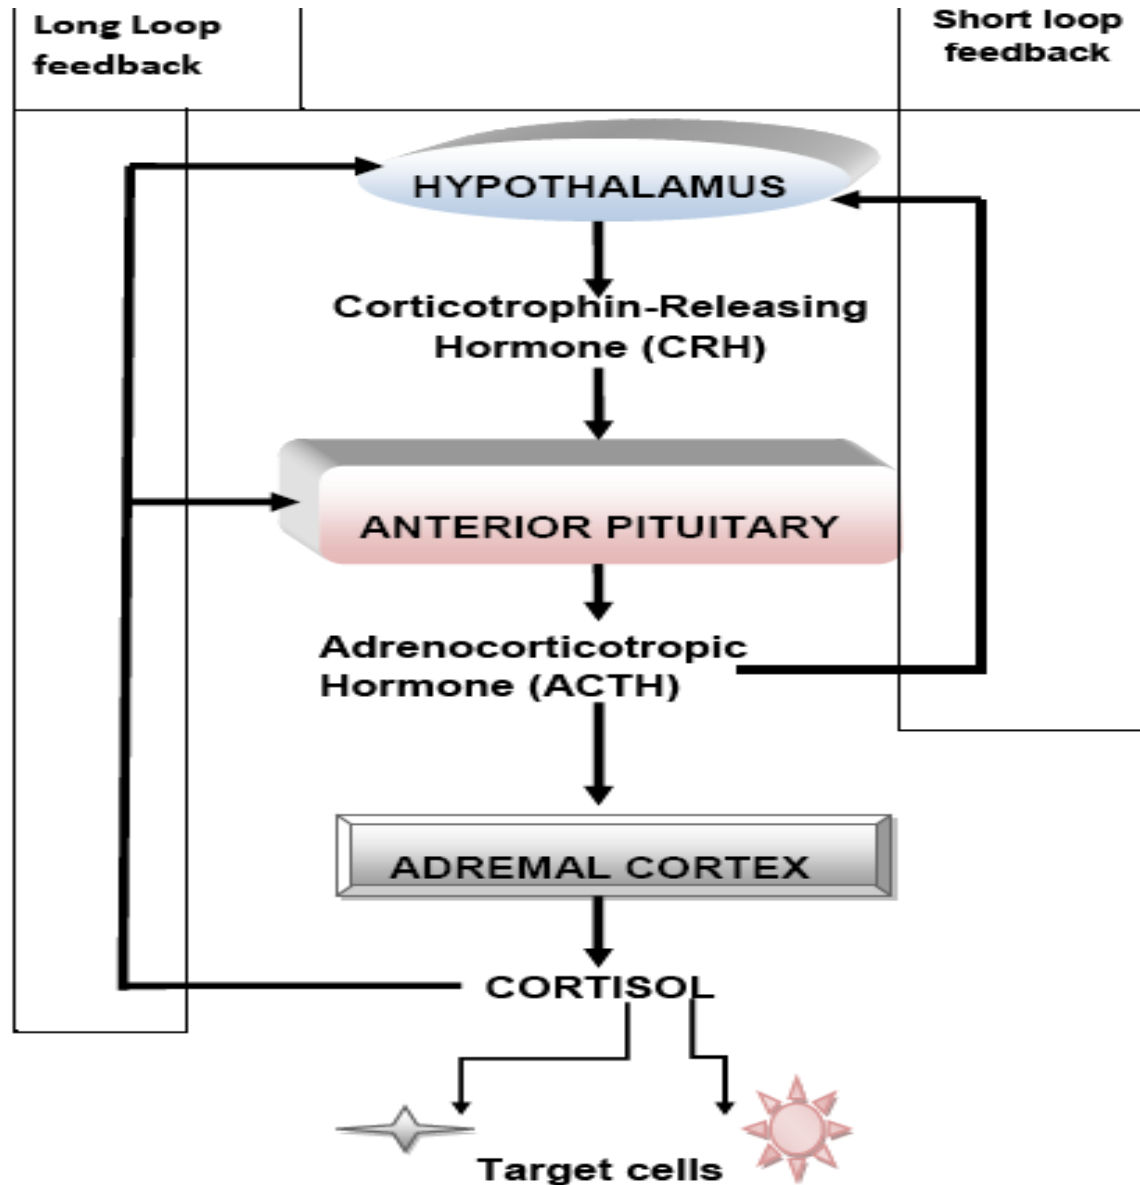 Long Loop
feedback
Short loop
feedback
HYPOTHALAMUS
Corticotrophin-Releasing
Hormone (CRH)
ANTERIOR PITUITARY
Adrenocorticotropic
Hormone (ACTH)
ADREMAL CORTEX
CORTISOL
Target cells